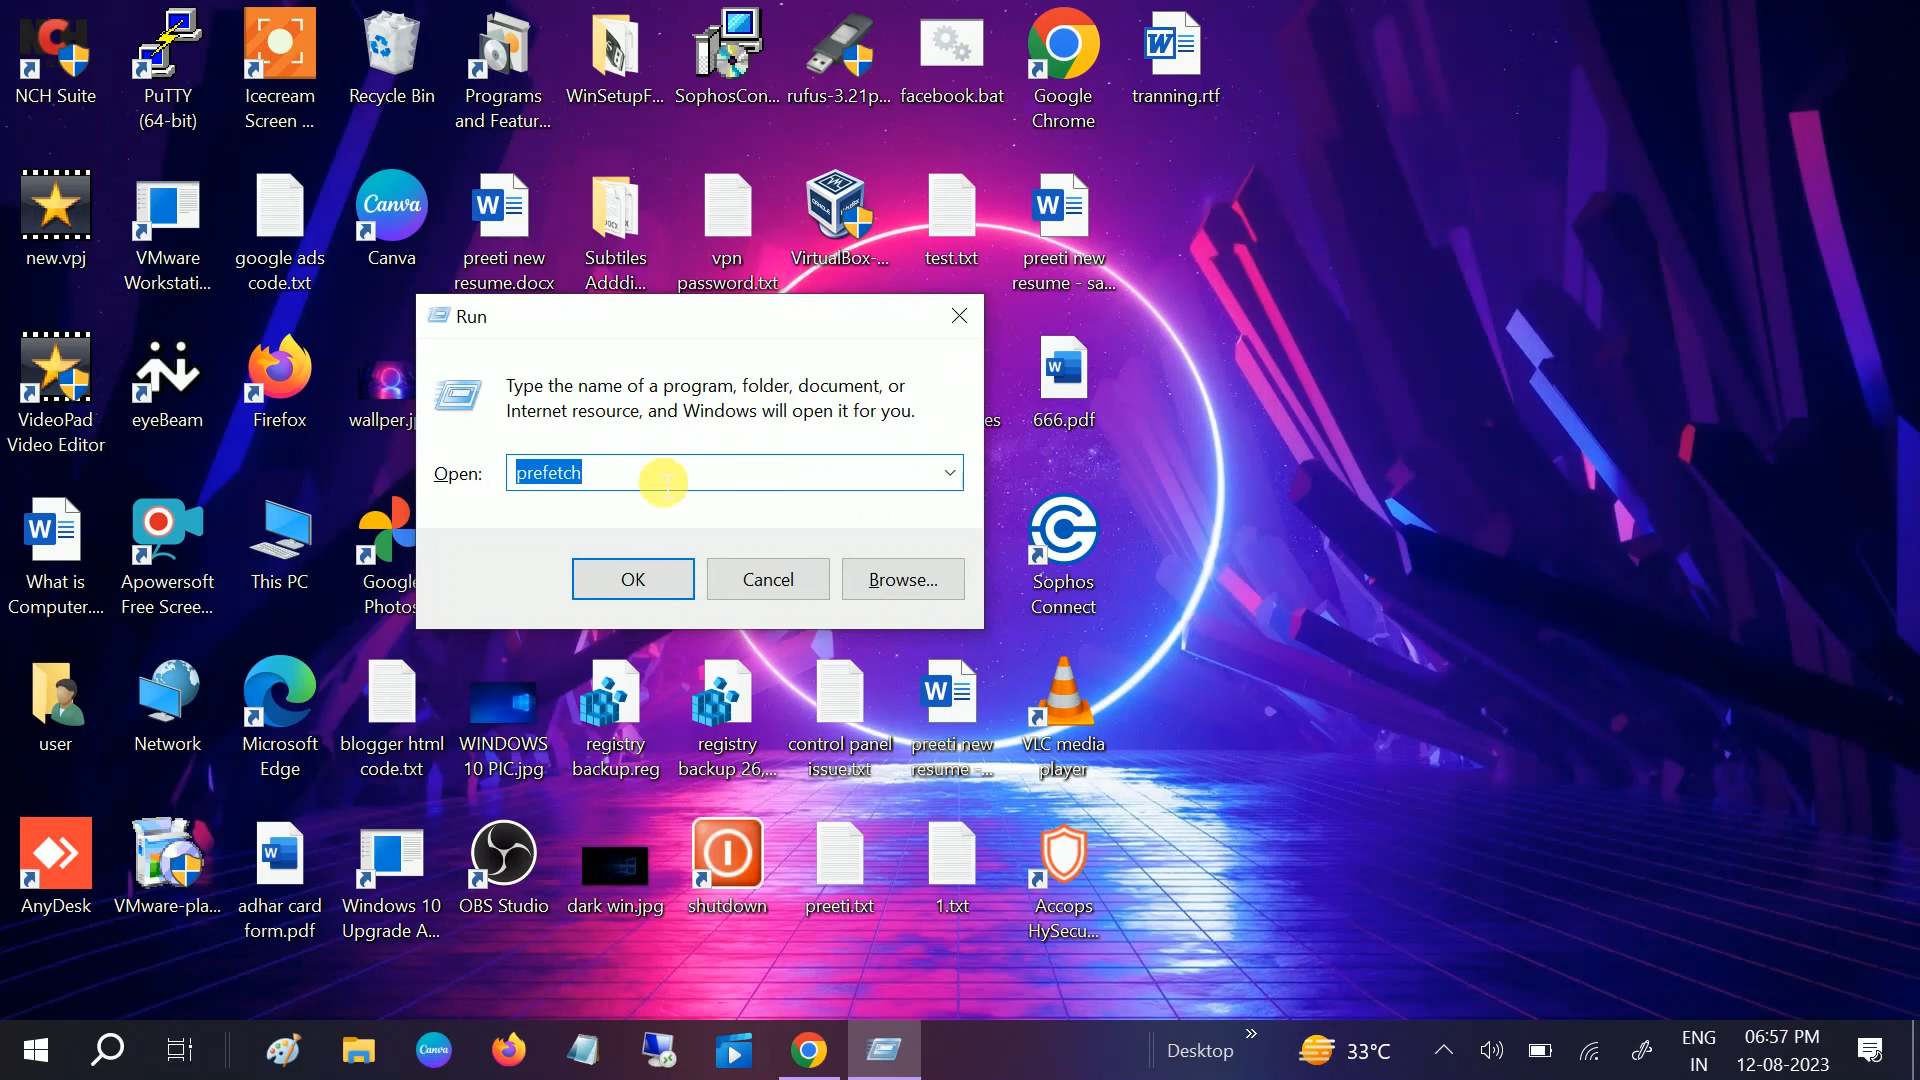 NCH Suite
PuTTY
(64-bit)
Icecream
Screen ...
Recycle Bin
Programs
and Featur...
WinSetupF...
SophosCon...
rufus-3.21p...
facebook.bat
Google
Chrome
tranning.rtf
new.vpj
VMware
Workstati...
google ads
code.txt
Canva
Canva
preeti new
resume.docx
Subtiles
Adddi...
vpn
password.txt
VirtualBox-...
test.txt
preeti new
resume - sa...
Run
Type the name of a program, folder, document, or
Internet resource, and Windows will open it for you.
Open:
prefetch
OK
Cancel
Browse...
VideoPad
Video Editor
eyeBeam
Firefox
wallper.j
es
666.pdf
What is
Computer....
Apowersoft
Free Scree...
This PC
Google
Photos
Sophos
Connect
user
Network
Microsoft
Edge
blogger html
code.txt
WINDOWS
10 PIC.jpg
registry
backup.reg
registry
backup 26,...
control panel
issue.txt
preeti new
resume -...
VLC media
player
AnyDesk
VMware-pla...
adhar card
form.pdf
Windows 10
Upgrade A...
OBS Studio
dark win.jpg
shutdown
preeti.txt
1.txt
Accops
HySecu...
Canva
Desktop
33°C
ENG
IN
06:57 PM
12-08-2023